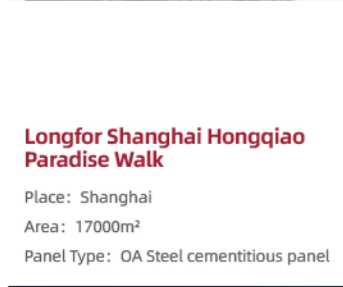 Longfor Shanghai Hongqiao
Paradise Walk
Place：Shanghai
Area：17000m²
Panel Type：OA Steel cementitious panel